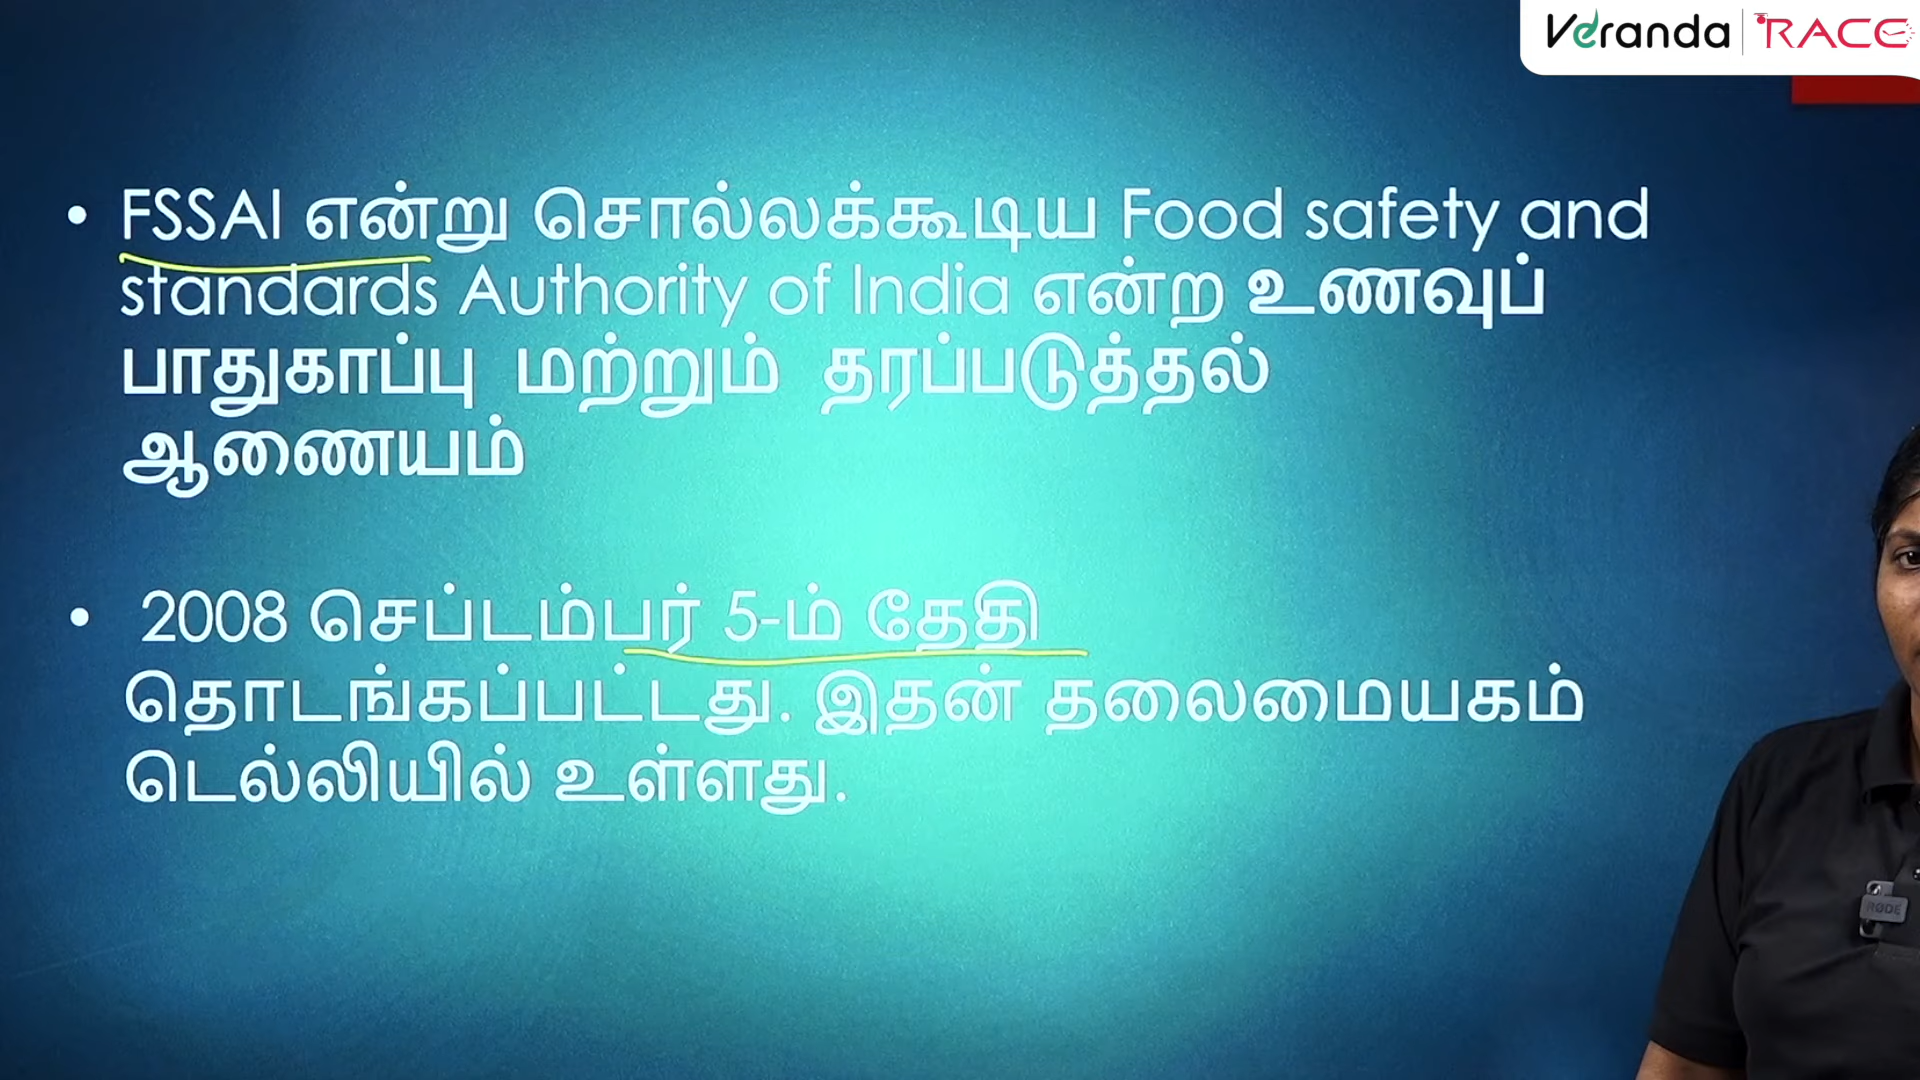 Veranda RACE
• FSSAI என்று சொல்லக்கூடிய Food safety and
standards Authority of India என்ற உணவுப்
பாதுகாப்பு மற்றும் தரப்படுத்தல்
ஆணையம்
• 2008 செப்டம்பர் 5-ம் தேதி
தொடங்கப்பட்டது. இதன் தலைமையகம்
டெல்லியில் உள்ளது.
RØDE